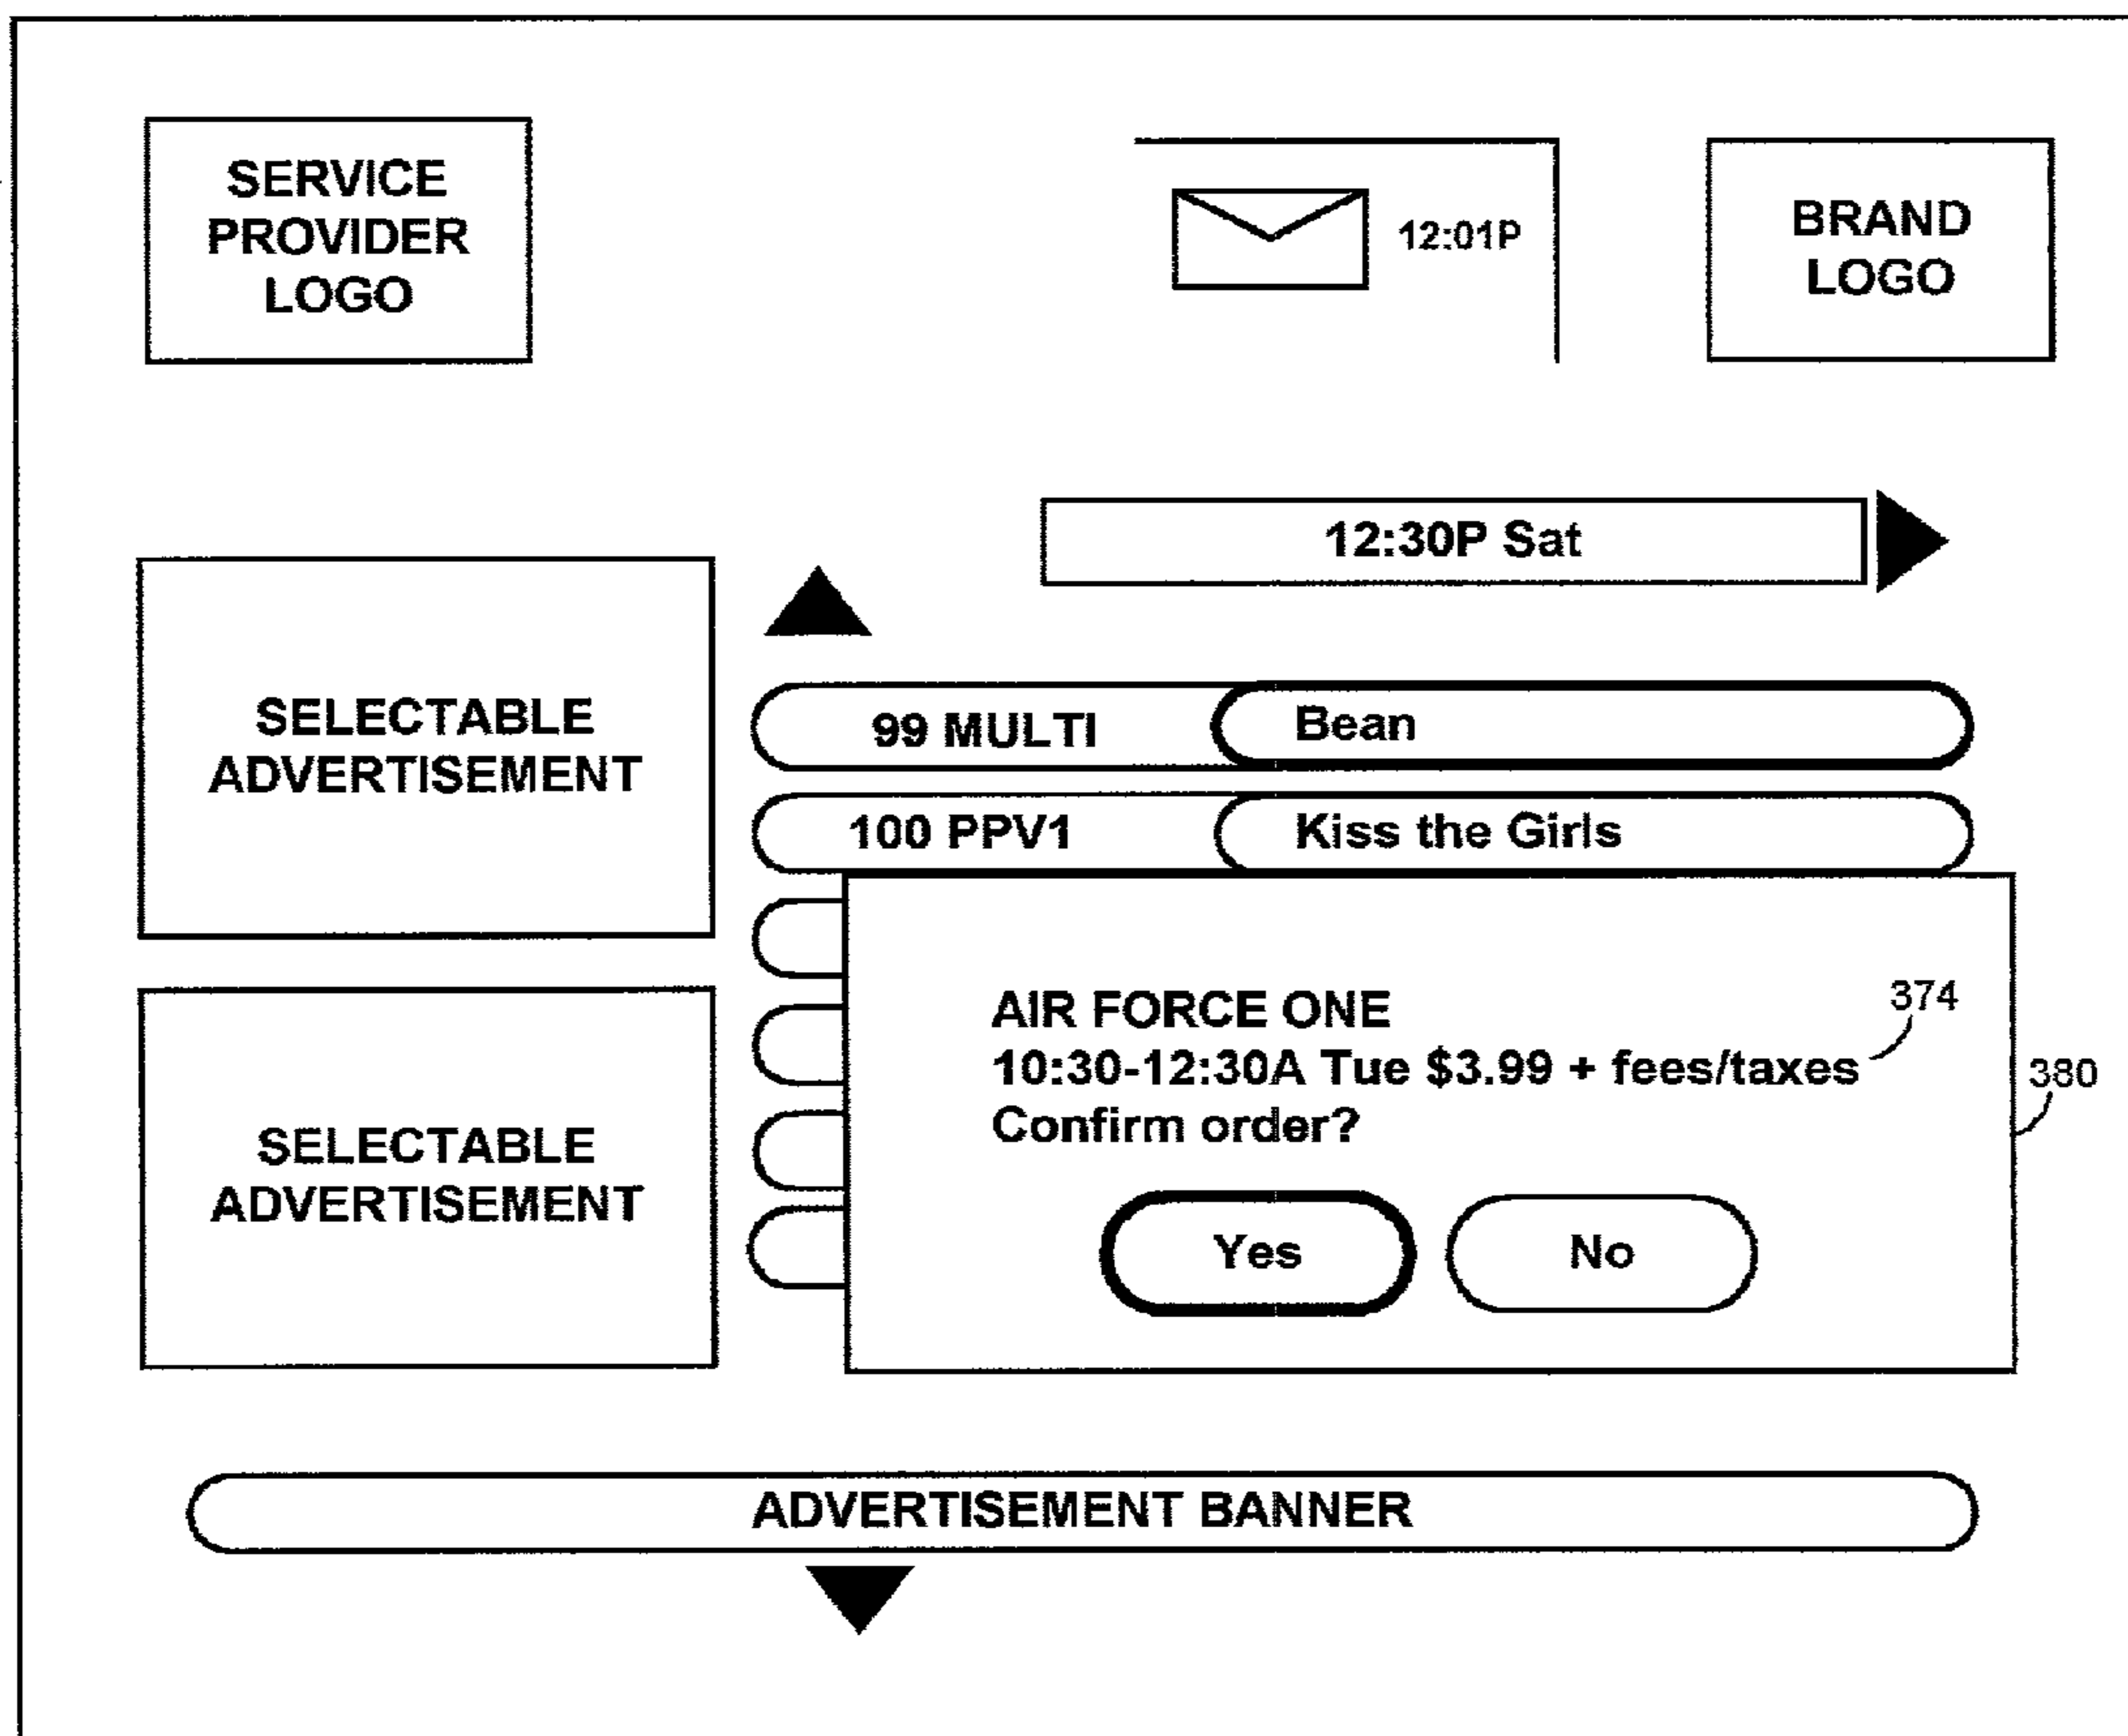 SERVICE
PROVIDER
LOGO
12:01P
BRAND
LOGO
12:30P Sat
SELECTABLE
ADVERTISEMENT
99 MULTI Bean
100 PPV1 Kiss the Girls
SELECTABLE
ADVERTISEMENT
AIR FORCE ONE
374
10:30-12:30A Tue $3.99 + fees/taxes
380
Confirm order?
Yes No
ADVERTISEMENT BANNER